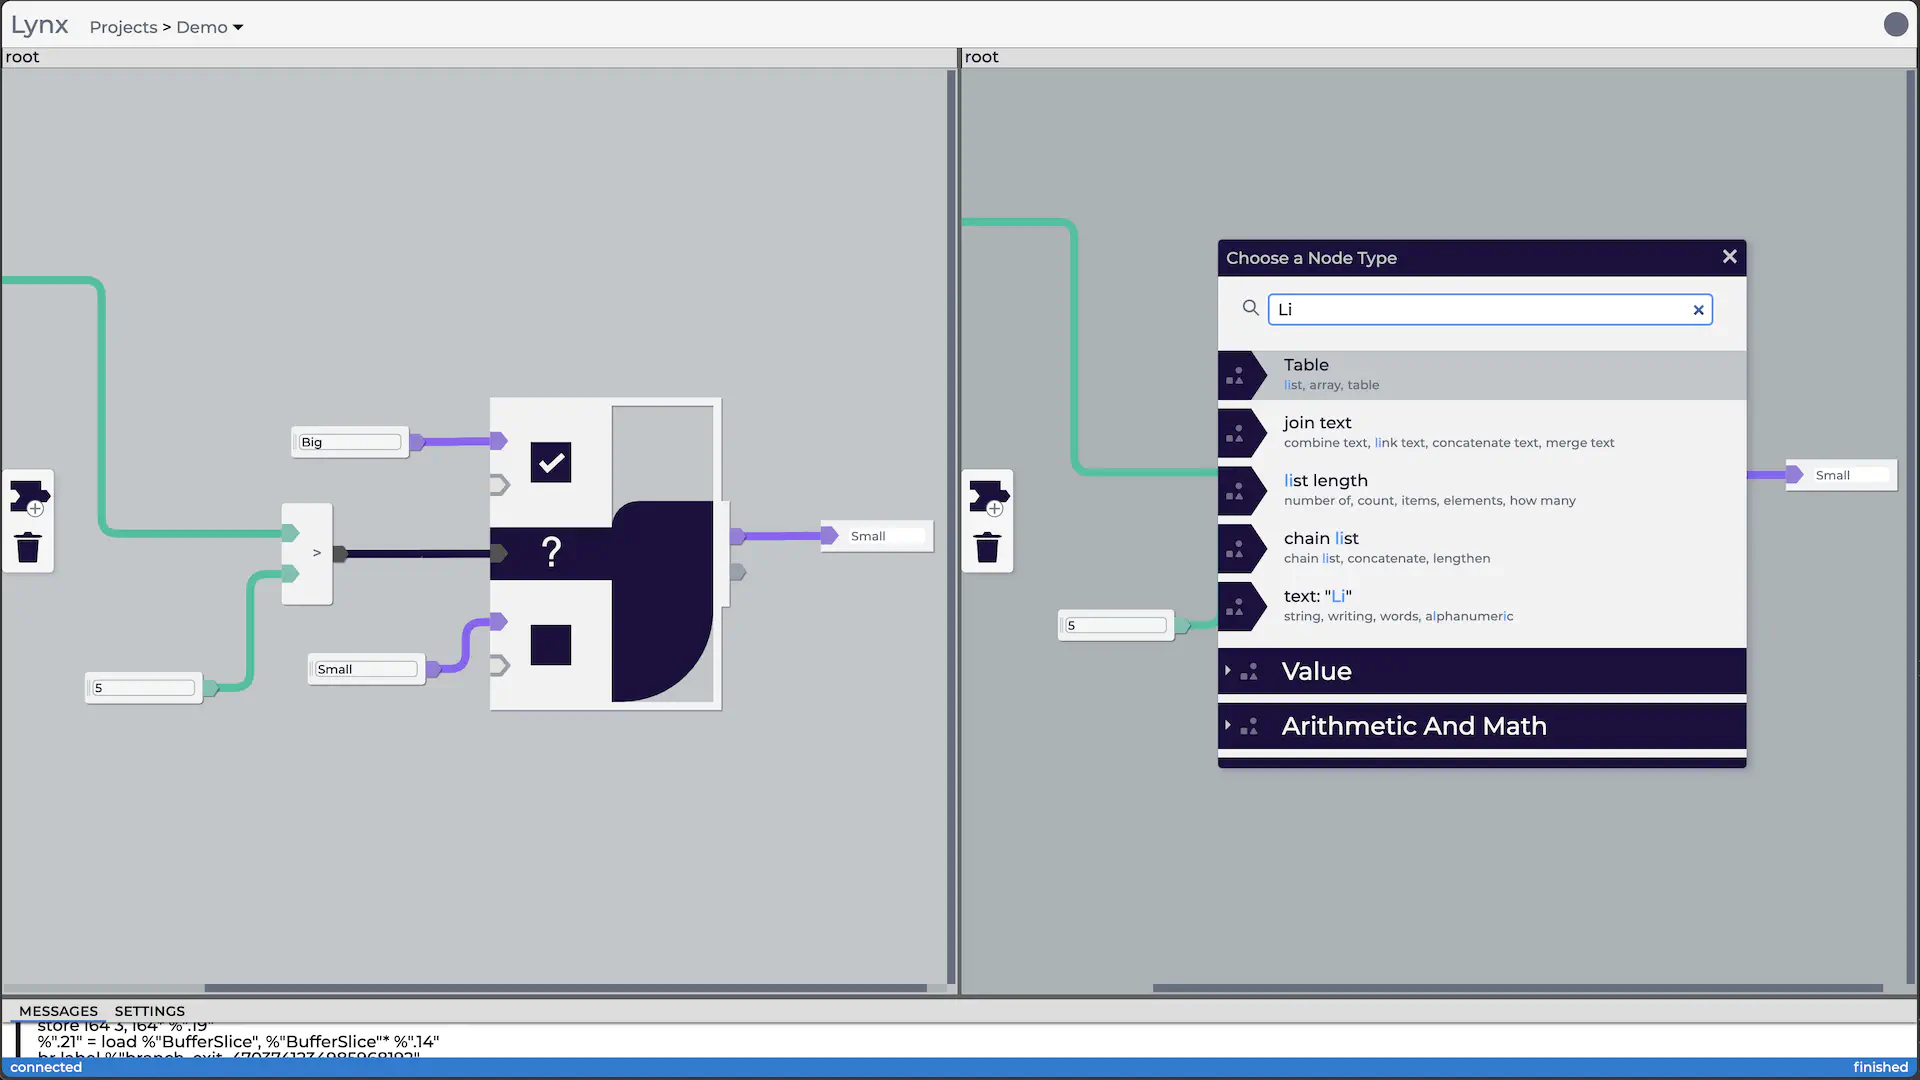 Lynx
Projects > Demo
root
root
Big
>
?
Small
5
Small
5
Small
Choose a Node Type
Li
Table
list, array, table
join text
combine text, link text, concatenate text, merge text
list length
number of, count, items, elements, how many
chain list
chain list, concatenate, lengthen
text: "Li"
string, writing, words, alphanumeric
Value
Arithmetic And Math
MESSAGES SETTINGS
store i64 3, i64* %".19"
%".21" = load %"BufferSlice", %"BufferSlice"* %".14"
br label
connected
finished